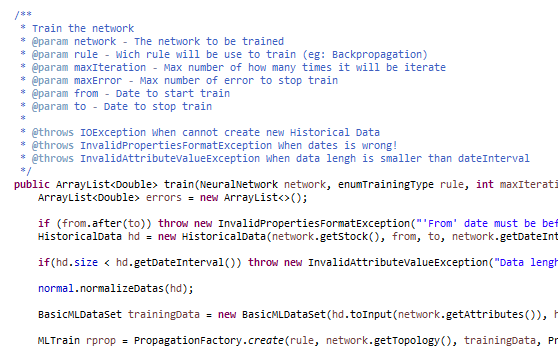 /**
 * Train the network
 * @param network - The network to be trained
 * @param rule - Wich rule will be use to train (eg: Backpropagation)
 * @param maxIteration - Max number of how many times it will be iterate
 * @param maxError - Max number of error to stop train
 * @param from - Date to start train
 * @param to - Date to stop train
 *
 * @throws IOException When cannot create new Historical Data
 * @throws InvalidPropertiesFormatException When dates is wrong!
 * @throws InvalidAttributeValueException When data lengh is smaller than dateInterval
 */
public ArrayList<Double> train(NeuralNetwork network, enumTrainingType rule, int maxIterati
ArrayList<Double> errors = new ArrayList<>();
if (from.after(to)) throw new InvalidPropertiesFormatException("'From' date must be bef
HistoricalData hd = new HistoricalData(network.getStock(), from, to, network.getDateInt
if(hd.size < hd.getDateInterval()) throw new InvalidAttributeValueException("Data lengh
normal.normalizeDatas(hd);
BasicMLDataSet trainingData = new BasicMLDataSet(hd.toInput(network.getAttributes()), h
MLTrain rprop = PropagationFactory.create(rule, network.getTopology(), trainingData, Pr